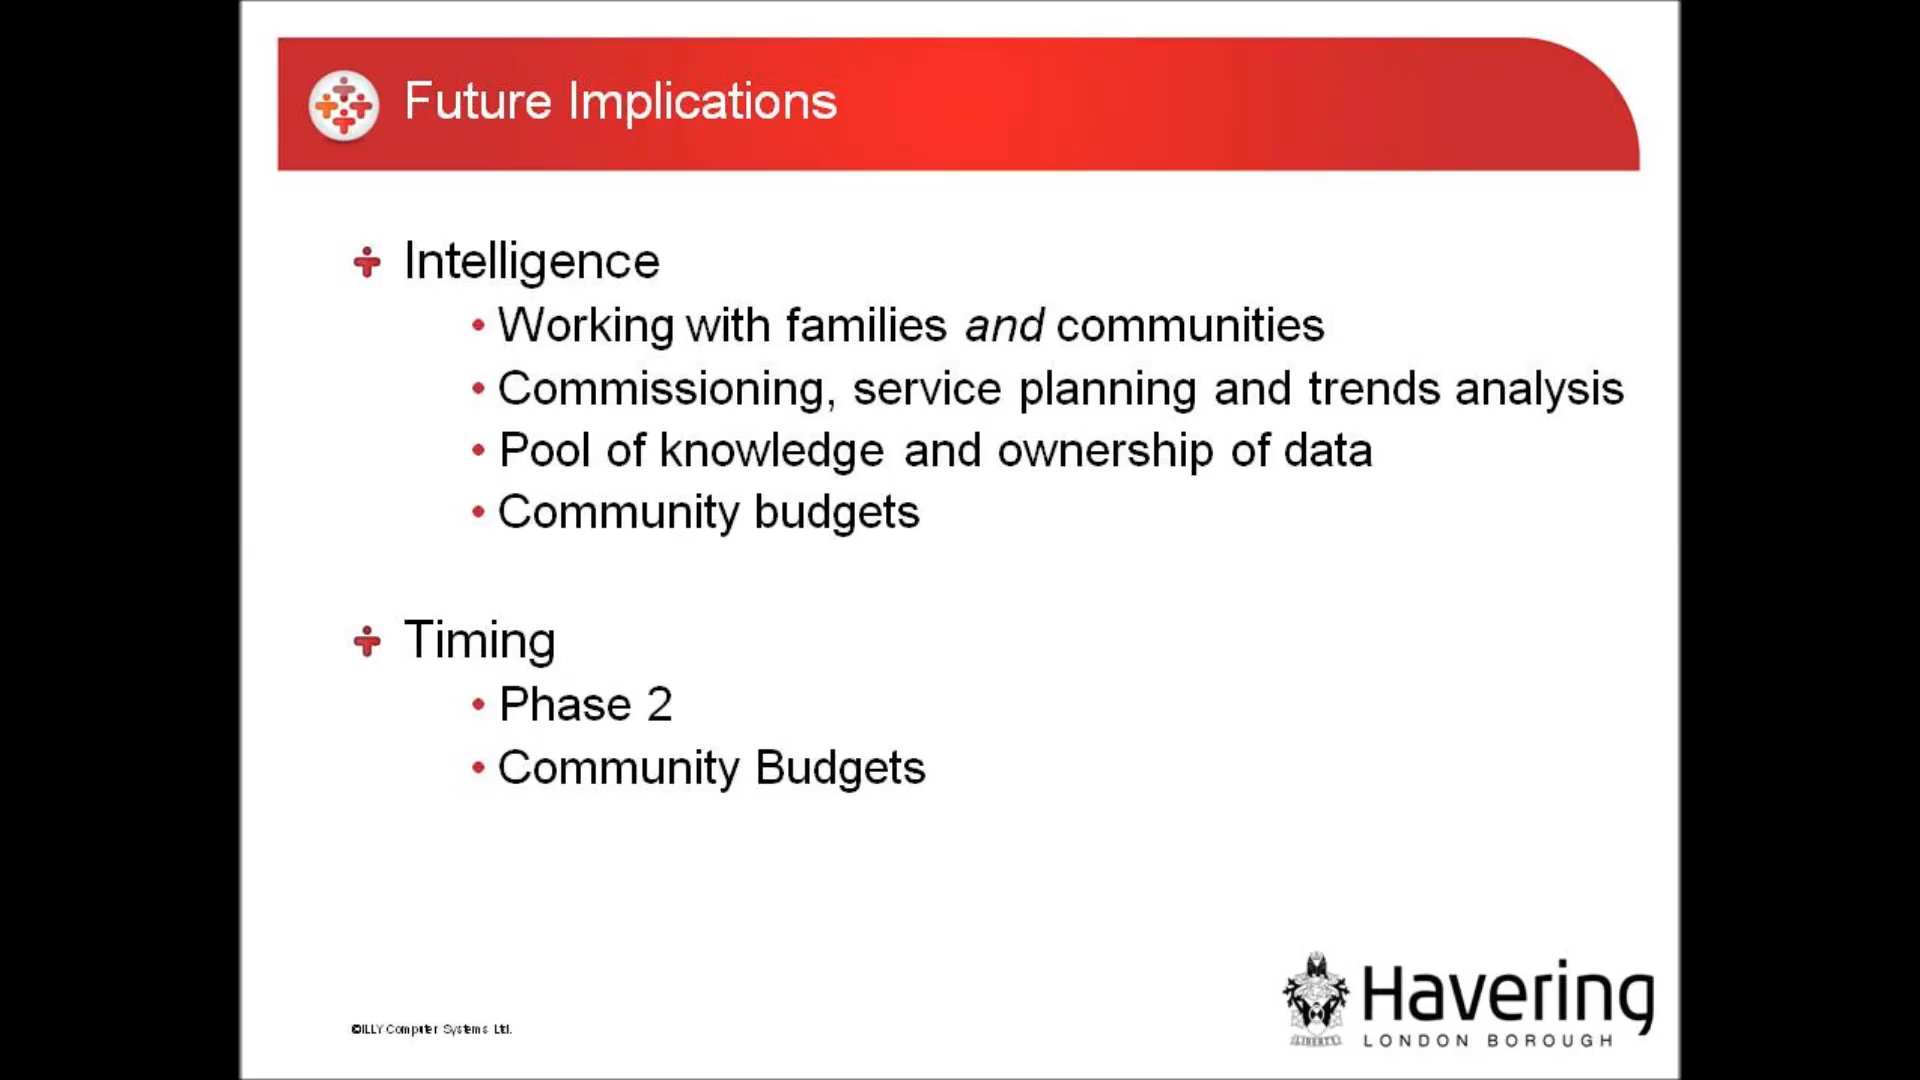 Future Implications
Intelligence
• Working with families and communities
• Commissioning, service planning and trends analysis
• Pool of knowledge and ownership of data
• Community budgets
Timing
• Phase 2
• Community Budgets
©ILLY Computer Systems Ltd.
Havering
LONDON BOROUGH
LIBERTY